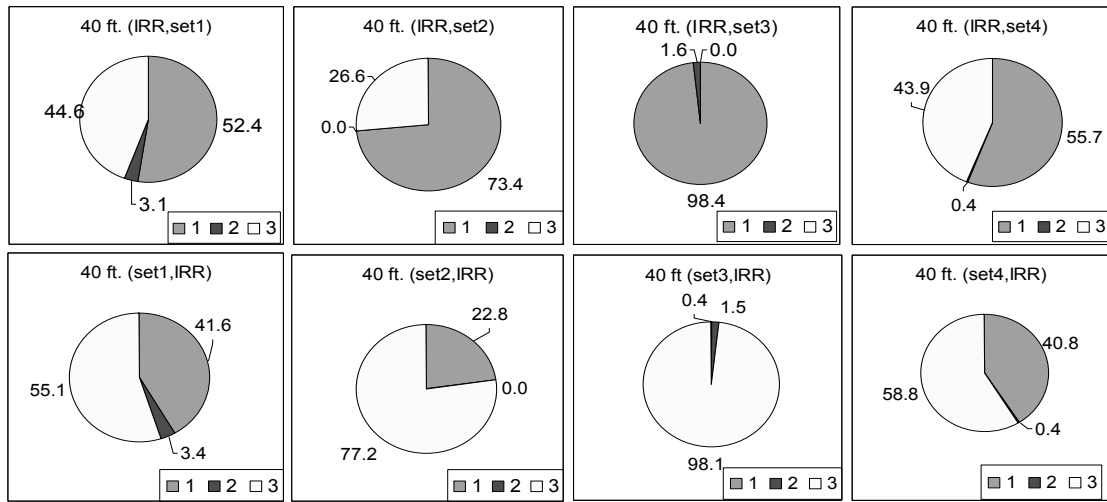 40 ft. (IRR,set1)
44.6
52.4
3.1
1 2 3
40 ft. (IRR,set2)
26.6
0.0
73.4
1 2 3
40 ft. (IRR,set3)
1.6 0.0
98.4
1 2 3
40 ft. (IRR,set4)
43.9
55.7
0.4
1 2 3
40 ft. (set1,IRR)
41.6
55.1
3.4
1 2 3
40 ft. (set2,IRR)
22.8
0.0
77.2
1 2 3
40 ft (set3,IRR)
0.4 1.5
98.1
1 2 3
40 ft. (set4,IRR)
40.8
58.8
0.4
1 2 3